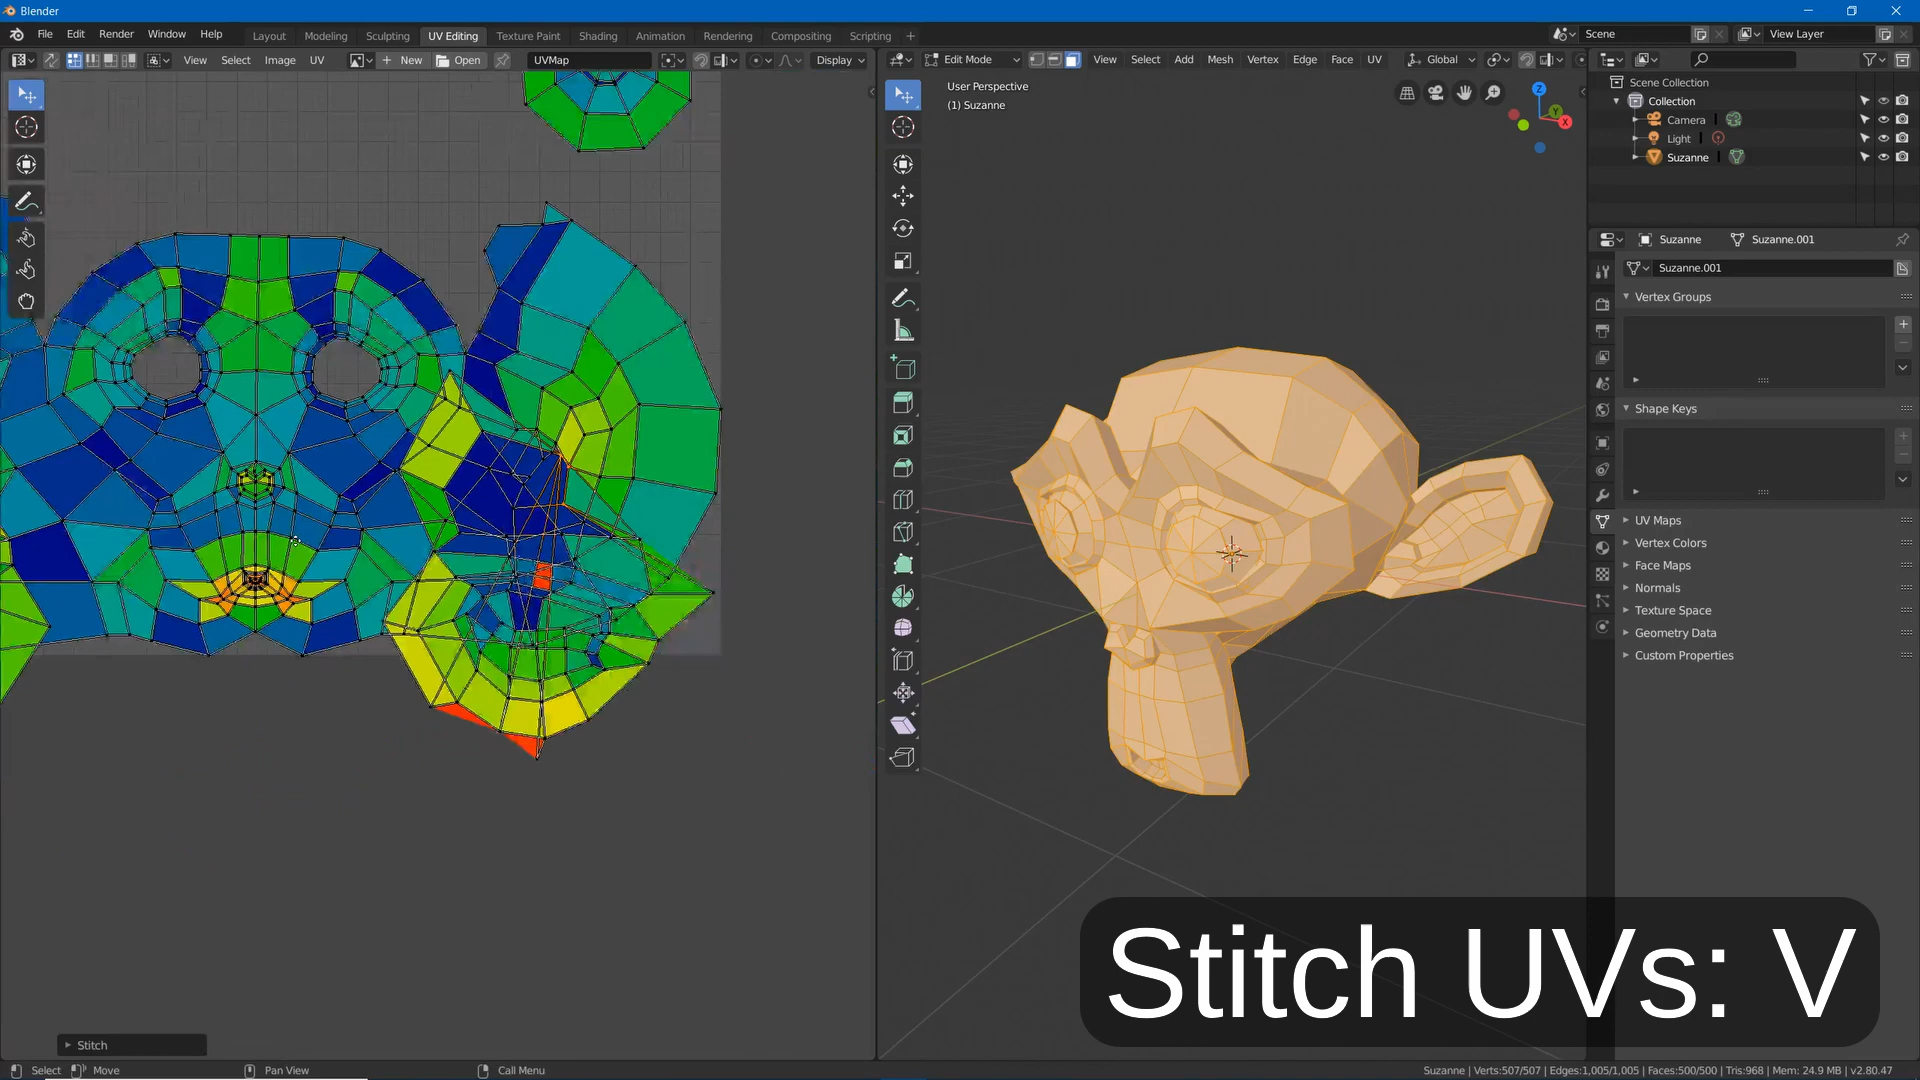 Blender
File Edit Render Window Help Layout Modeling Sculpting UV Editing Texture Paint Shading Animation Rendering Compositing Scripting + Scene View Layer
View Select Image UV New Open UVMap Display
Edit Mode View Select Add Mesh Vertex Edge Face UV Global
User Perspective
(1) Suzanne
Z
Y
X
Scene Collection
Collection
Camera
Light
Suzanne
Suzanne Suzanne.001
Suzanne.001
Vertex Groups
Shape Keys
UV Maps
Vertex Colors
Face Maps
Normals
Texture Space
Geometry Data
Custom Properties
Stitch UVs: V
Stitch
Select Move Pan View Call Menu Suzanne | Verts:507/507 | Edges:1,005/1,005 | Faces:500/500 | Tris:968 | Mem: 24.9 MB | v2.80.47